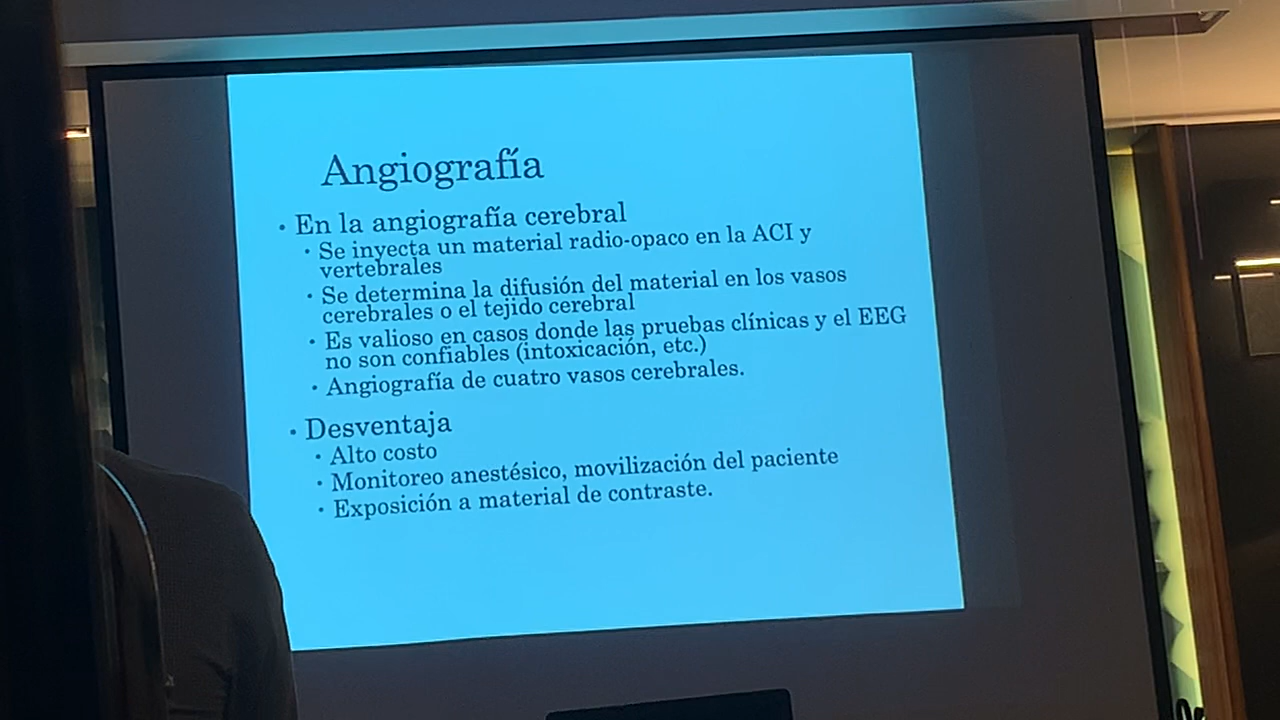 Angiografía
• En la angiografía cerebral
• Se inyecta un material radio-opaco en la ACI y
vertebrales
• Se determina la difusión del material en los vasos
cerebrales o el tejido cerebral
• Es valioso en casos donde las pruebas clínicas y el EEG
no son confiables (intoxicación, etc.)
• Angiografía de cuatro vasos cerebrales.
• Desventaja
• Alto costo
• Monitoreo anestésico, movilización del paciente
• Exposición a material de contraste.